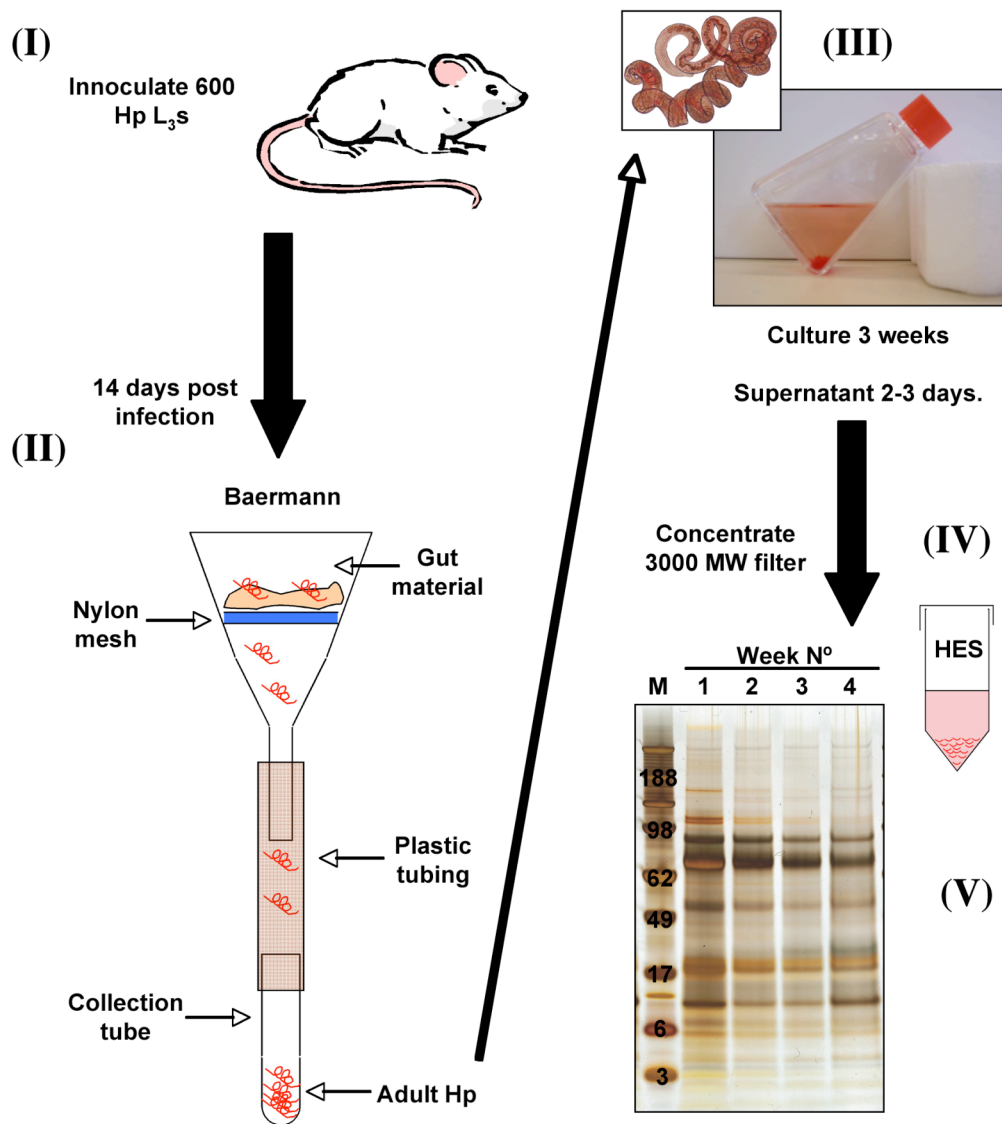 (I)
Innoculate 600
Hp L₃s
14 days post
infection
(II)
Baermann
Gut
material
Nylon
mesh
Plastic
tubing
Collection
tube
Adult Hp
(III)
Culture 3 weeks
Supernatant 2-3 days.
Concentrate
3000 MW filter
(IV)
HES
Week Nº
M 1 2 3 4
188
98
62
49
17
6
3
(V)